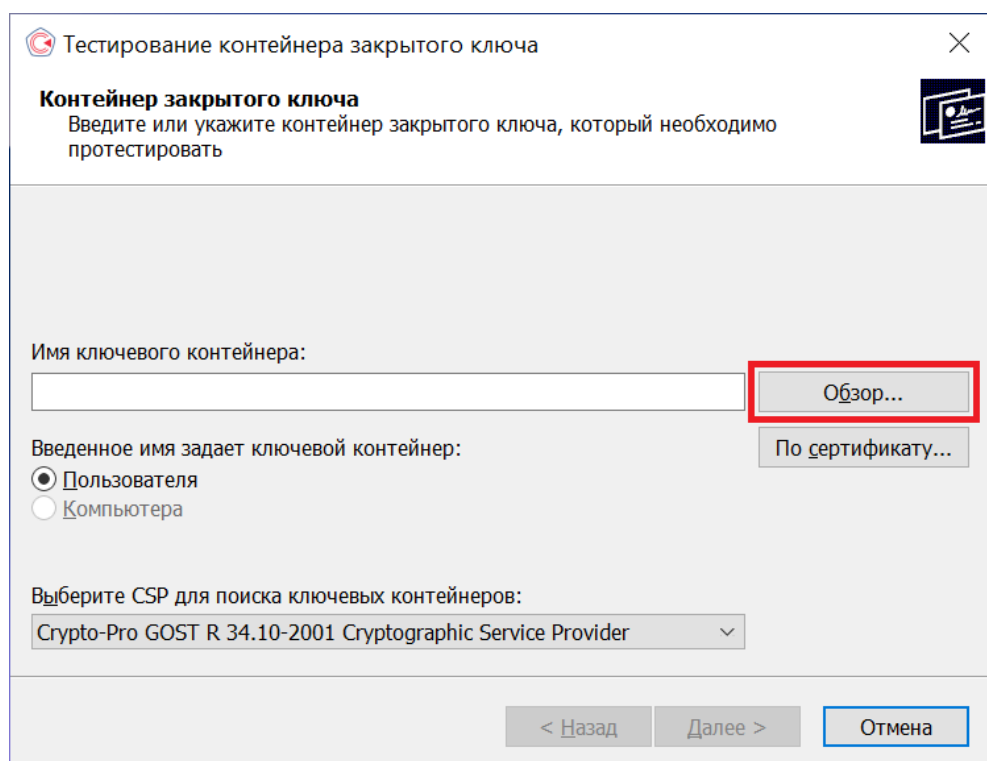 Тестирование контейнера закрытого ключа
Контейнер закрытого ключа
Введите или укажите контейнер закрытого ключа, который необходимо
протестировать
Имя ключевого контейнера:
Обзор...
Введенное имя задает ключевой контейнер:
По сертификату...
Пользователя
Компьютера
Выберите CSP для поиска ключевых контейнеров:
Crypto-Pro GOST R 34.10-2001 Cryptographic Service Provider
< Назад
Далее >
Отмена